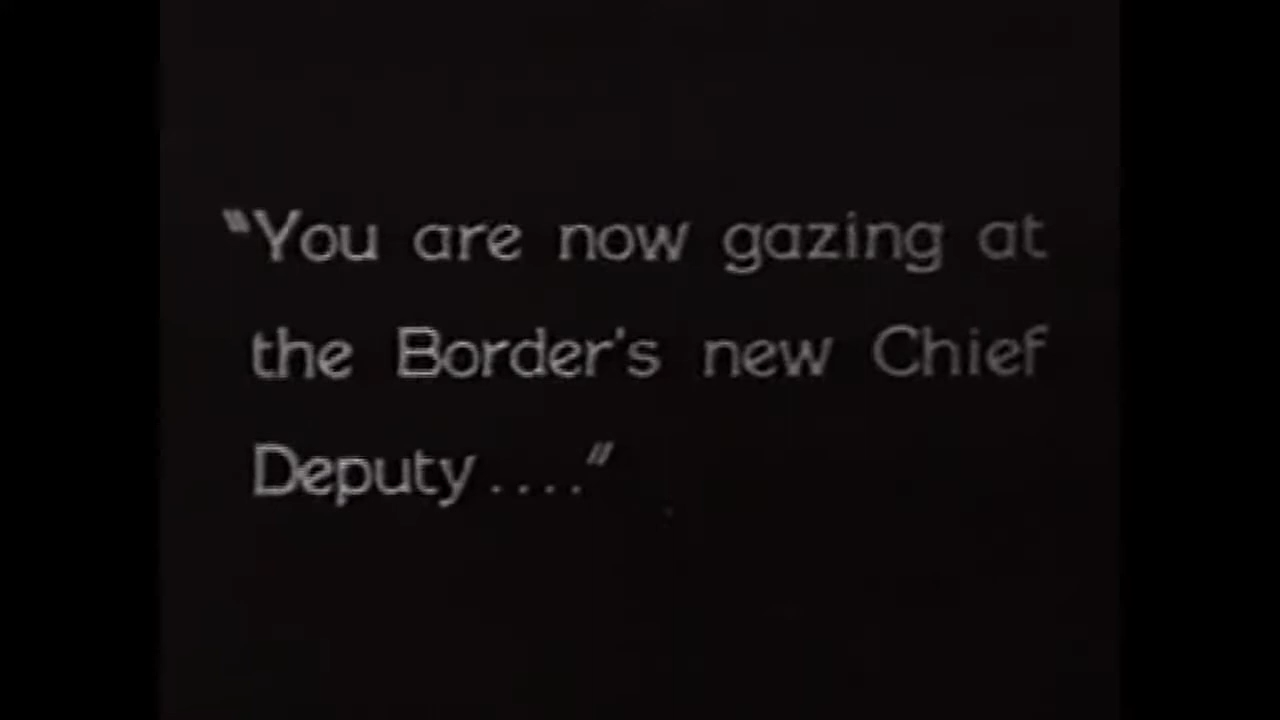 "You are now gazing at
the Border's new Chief
Deputy...."